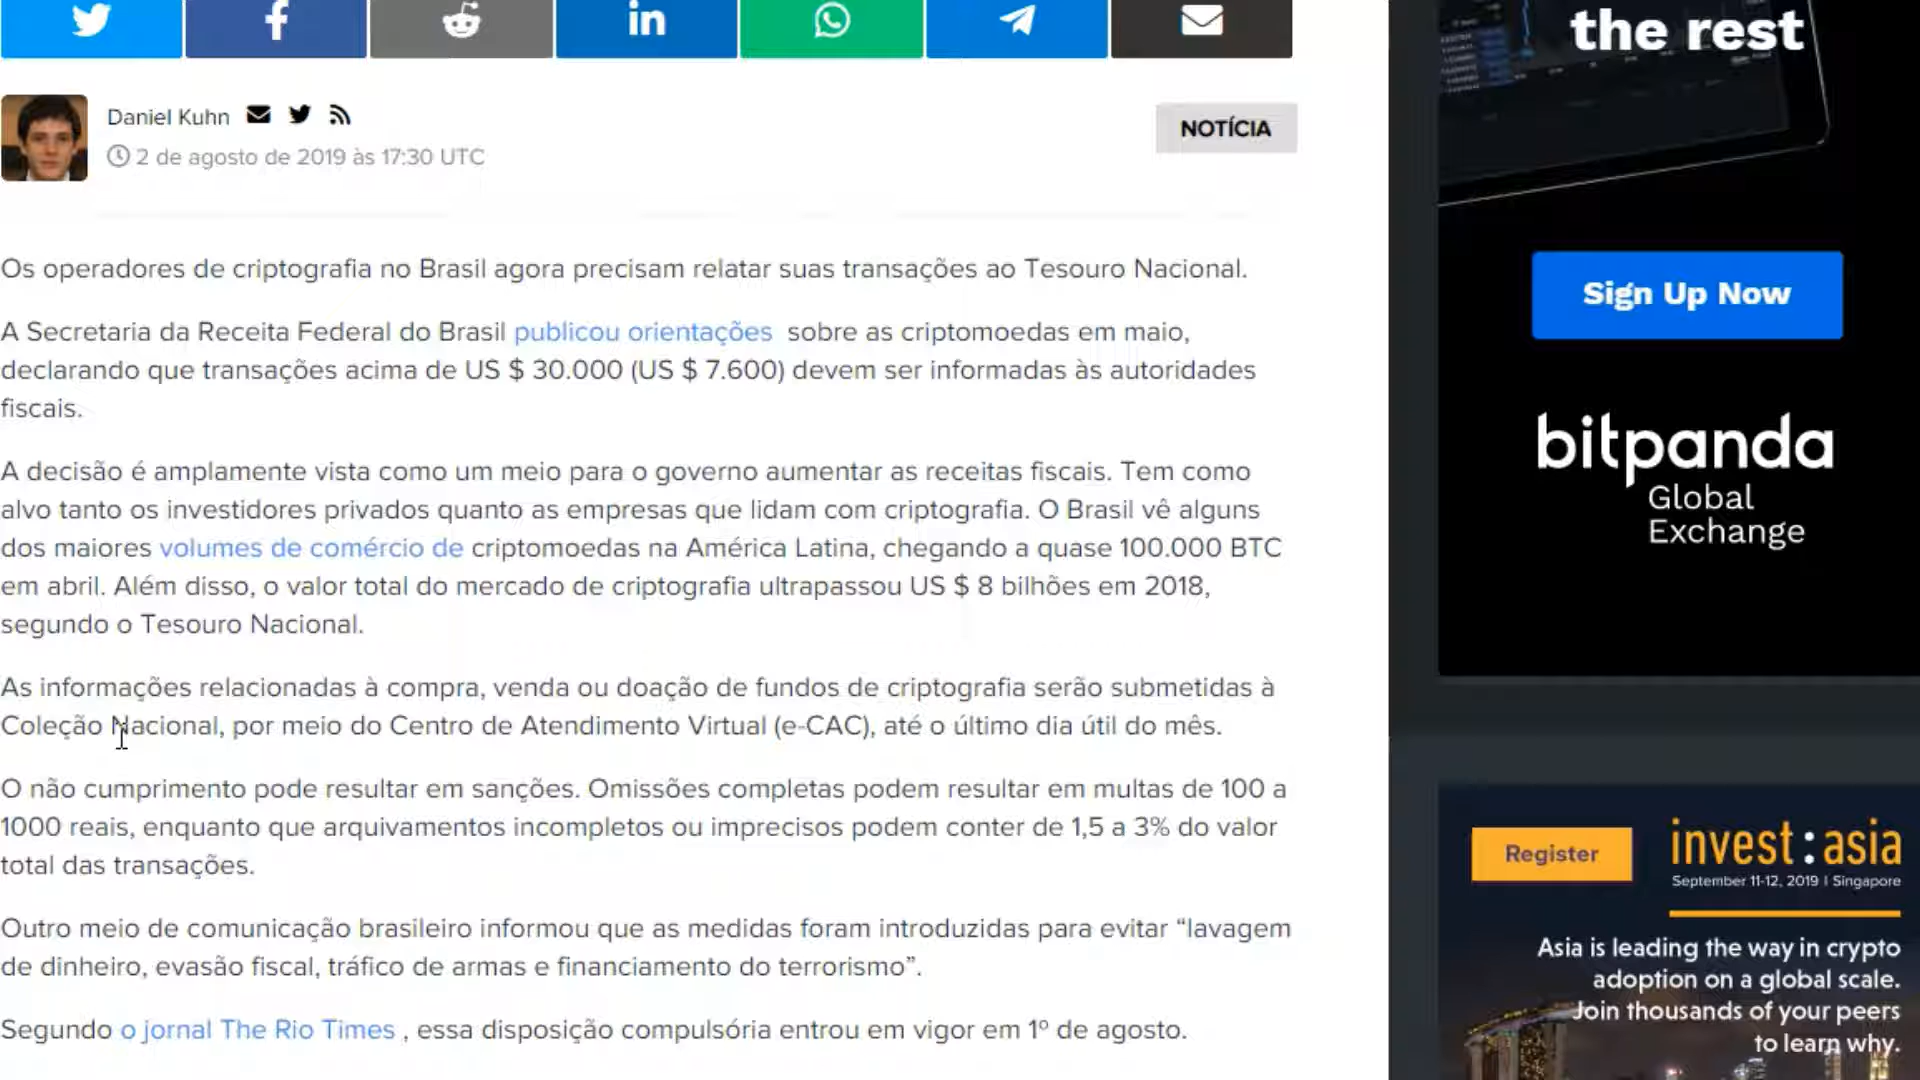 the rest
Daniel Kuhn
NOTÍCIA
2 de agosto de 2019 às 17:30 UTC
Os operadores de criptografia no Brasil agora precisam relatar suas transações ao Tesouro Nacional.
A Secretaria da Receita Federal do Brasil publicou orientações sobre as criptomoedas em maio,
declarando que transações acima de US $ 30.000 (US $ 7.600) devem ser informadas às autoridades
fiscais.
A decisão é amplamente vista como um meio para o governo aumentar as receitas fiscais. Tem como
alvo tanto os investidores privados quanto as empresas que lidam com criptografia. O Brasil vê alguns
dos maiores volumes de comércio de criptomoedas na América Latina, chegando a quase 100.000 BTC
em abril. Além disso, o valor total do mercado de criptografia ultrapassou US $ 8 bilhões em 2018,
segundo o Tesouro Nacional.
As informações relacionadas à compra, venda ou doação de fundos de criptografia serão submetidas à
Coleção Nacional, por meio do Centro de Atendimento Virtual (e-CAC), até o último dia útil do mês.
O não cumprimento pode resultar em sanções. Omissões completas podem resultar em multas de 100 a
1000 reais, enquanto que arquivamentos incompletos ou imprecisos podem conter de 1,5 a 3% do valor
total das transações.
Outro meio de comunicação brasileiro informou que as medidas foram introduzidas para evitar “lavagem
de dinheiro, evasão fiscal, tráfico de armas e financiamento do terrorismo”.
Segundo o jornal The Rio Times , essa disposição compulsória entrou em vigor em 1º de agosto.
Sign Up Now
bitpanda
Global
Exchange
Register
invest:asia
September 11-12, 2019 | Singapore
Asia is leading the way in crypto
adoption on a global scale.
Join thousands of your peers
to learn why.